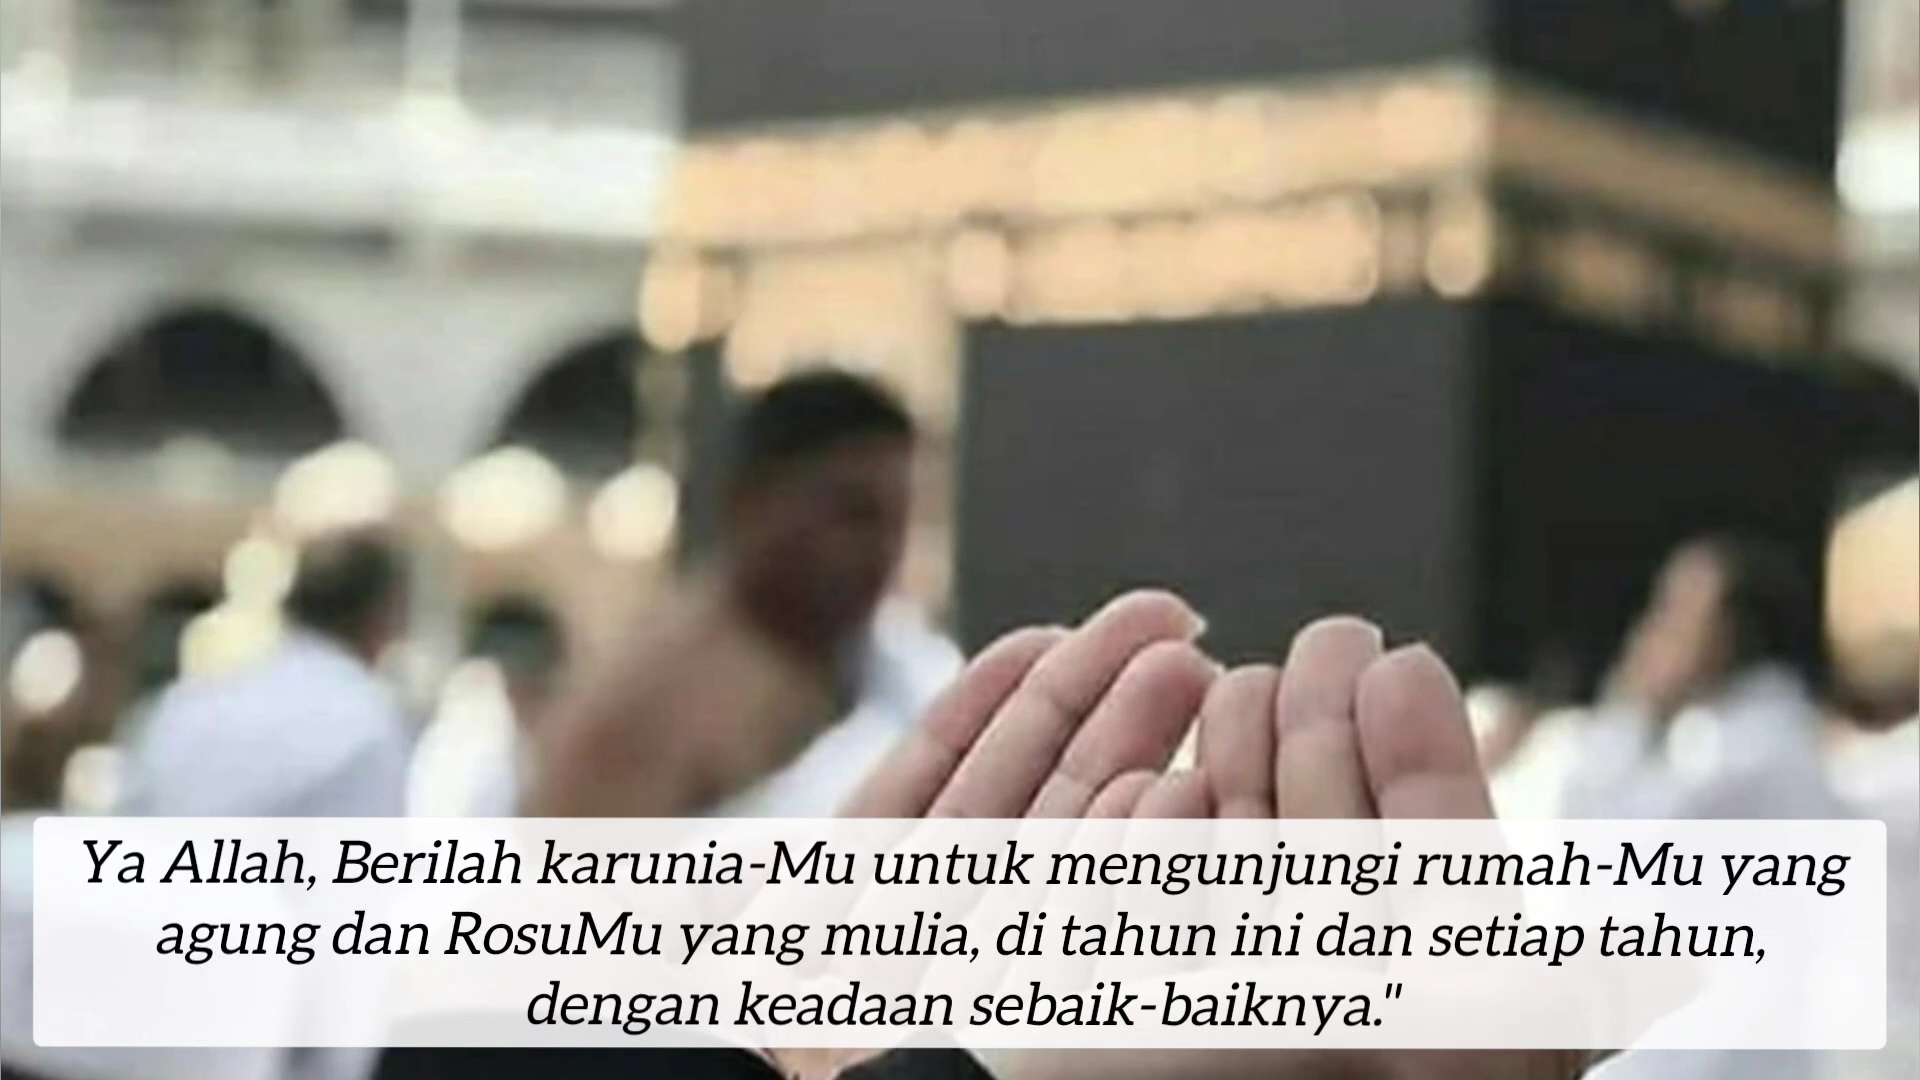 Ya Allah, Berilah karunia-Mu untuk mengunjungi rumah-Mu yang
agung dan RosuMu yang mulia, di tahun ini dan setiap tahun,
dengan keadaan sebaik-baiknya."